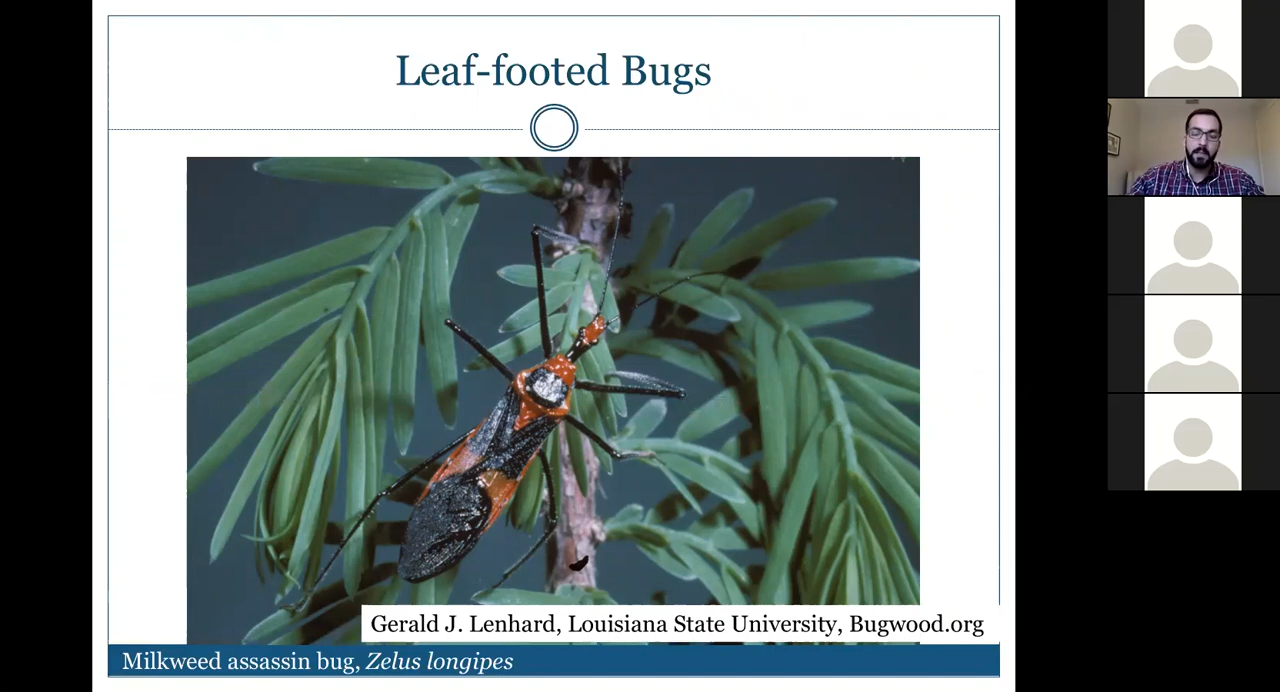 Leaf-footed Bugs
Gerald J. Lenhard, Louisiana State University, Bugwood.org
Milkweed assassin bug, Zelus longipes